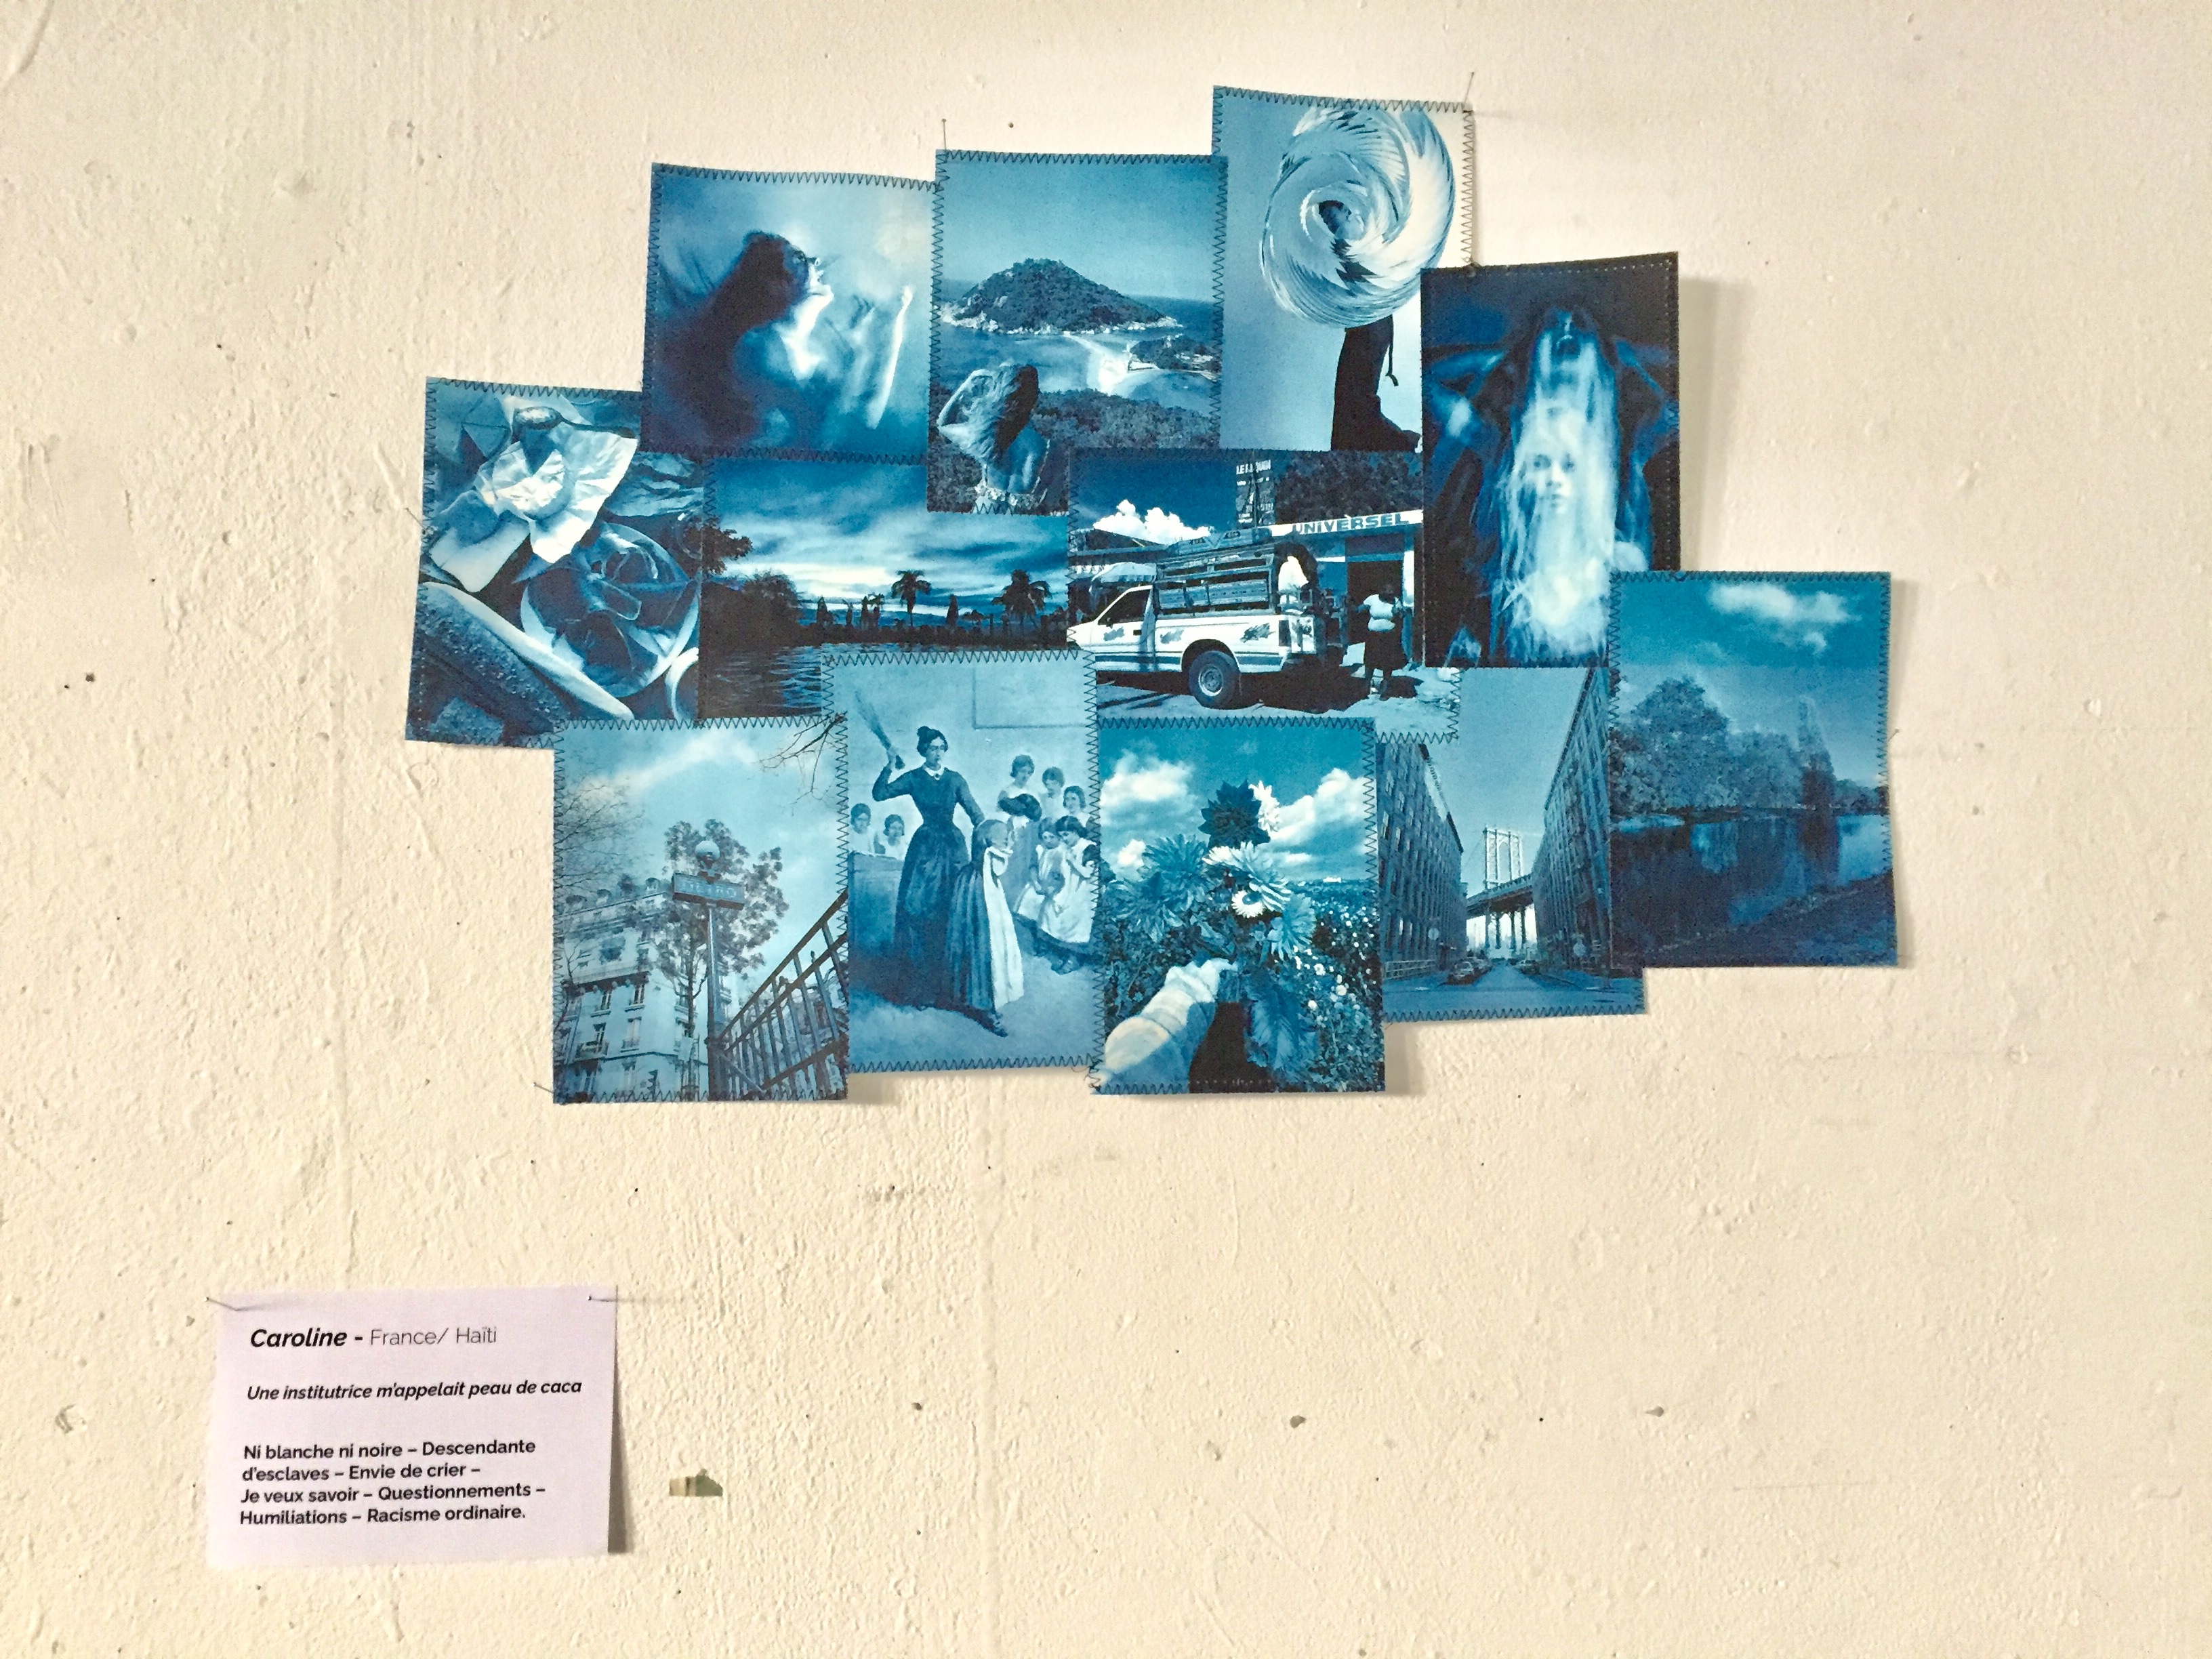 UNIVERSEL
Caroline - France/ Haïti
Une institutrice m'appelait peau de caca
Ni blanche ni noire – Descendante
d'esclaves – Envie de crier –
Je veux savoir – Questionnements –
Humiliations – Racisme ordinaire.